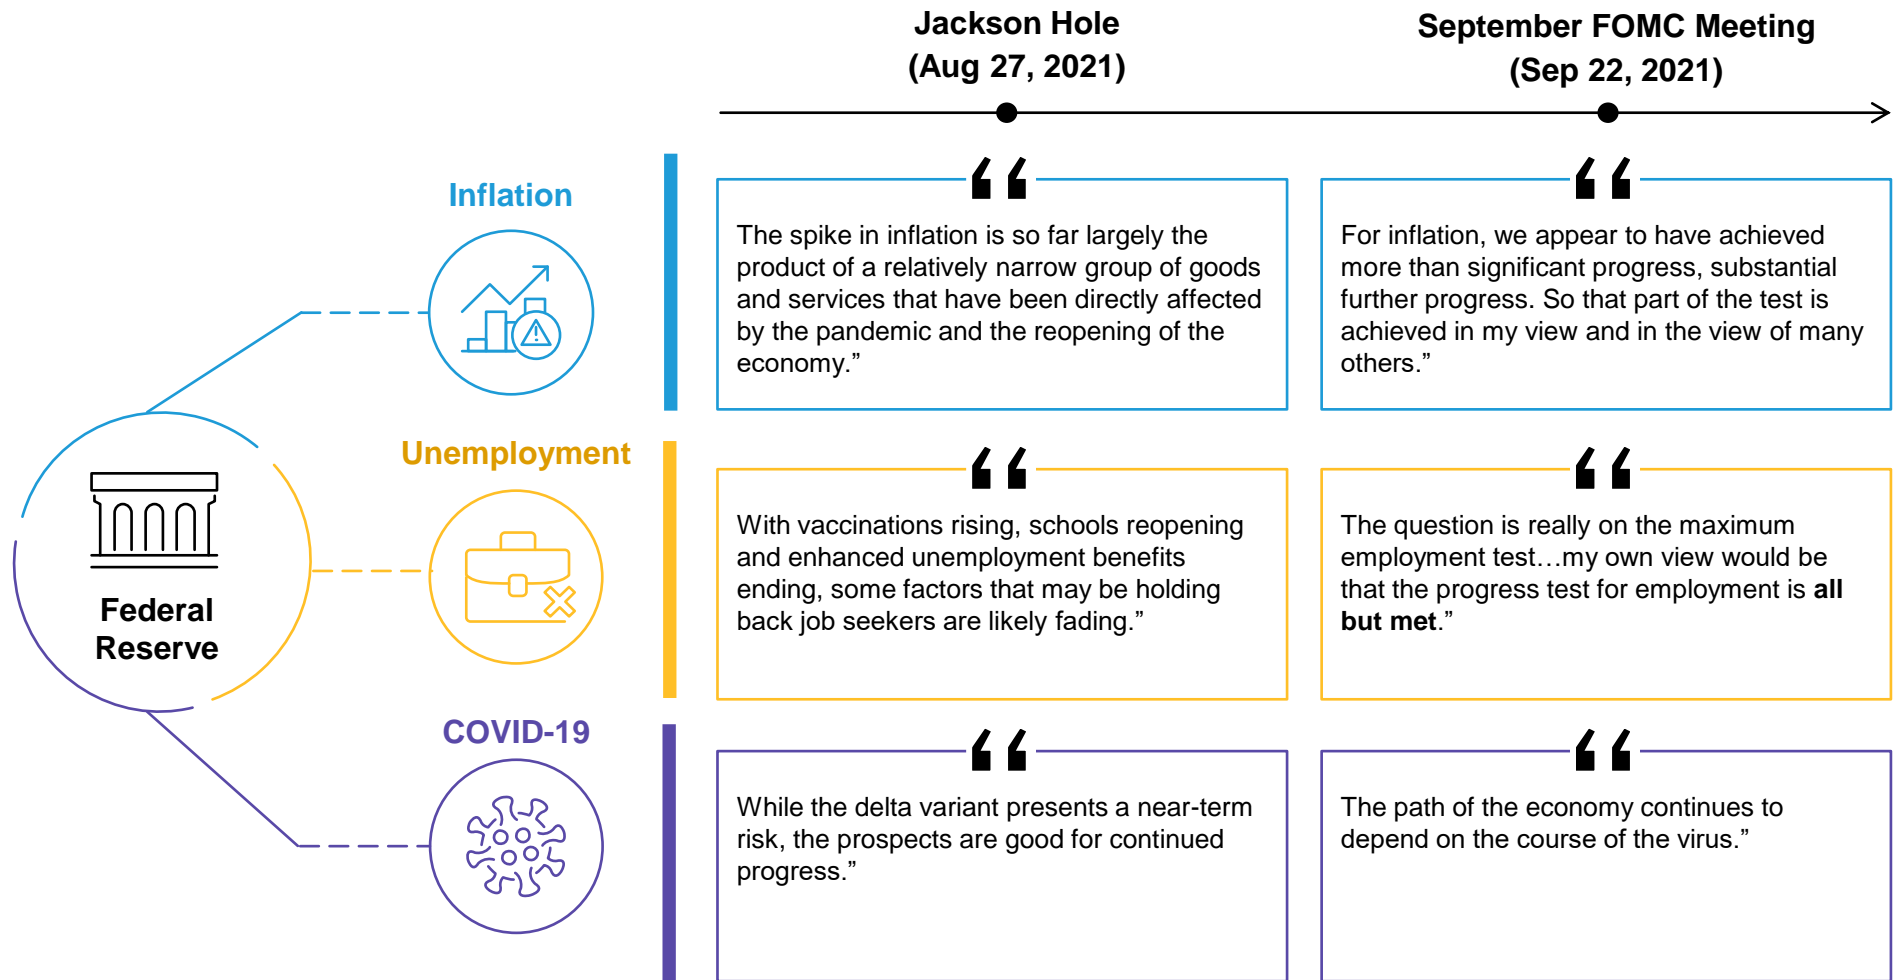 Jackson Hole
(Aug 27, 2021)
September FOMC Meeting
(Sep 22, 2021)
Federal
Reserve
Inflation
“
The spike in inflation is so far largely the
product of a relatively narrow group of goods
and services that have been directly affected
by the pandemic and the reopening of the
economy.”
“
For inflation, we appear to have achieved
more than significant progress, substantial
further progress. So that part of the test is
achieved in my view and in the view of many
others.”
Unemployment
“
With vaccinations rising, schools reopening
and enhanced unemployment benefits
ending, some factors that may be holding
back job seekers are likely fading.”
“
The question is really on the maximum
employment test…my own view would be
that the progress test for employment is all
but met.”
COVID-19
“
While the delta variant presents a near-term
risk, the prospects are good for continued
progress.”
“
The path of the economy continues to
depend on the course of the virus.”